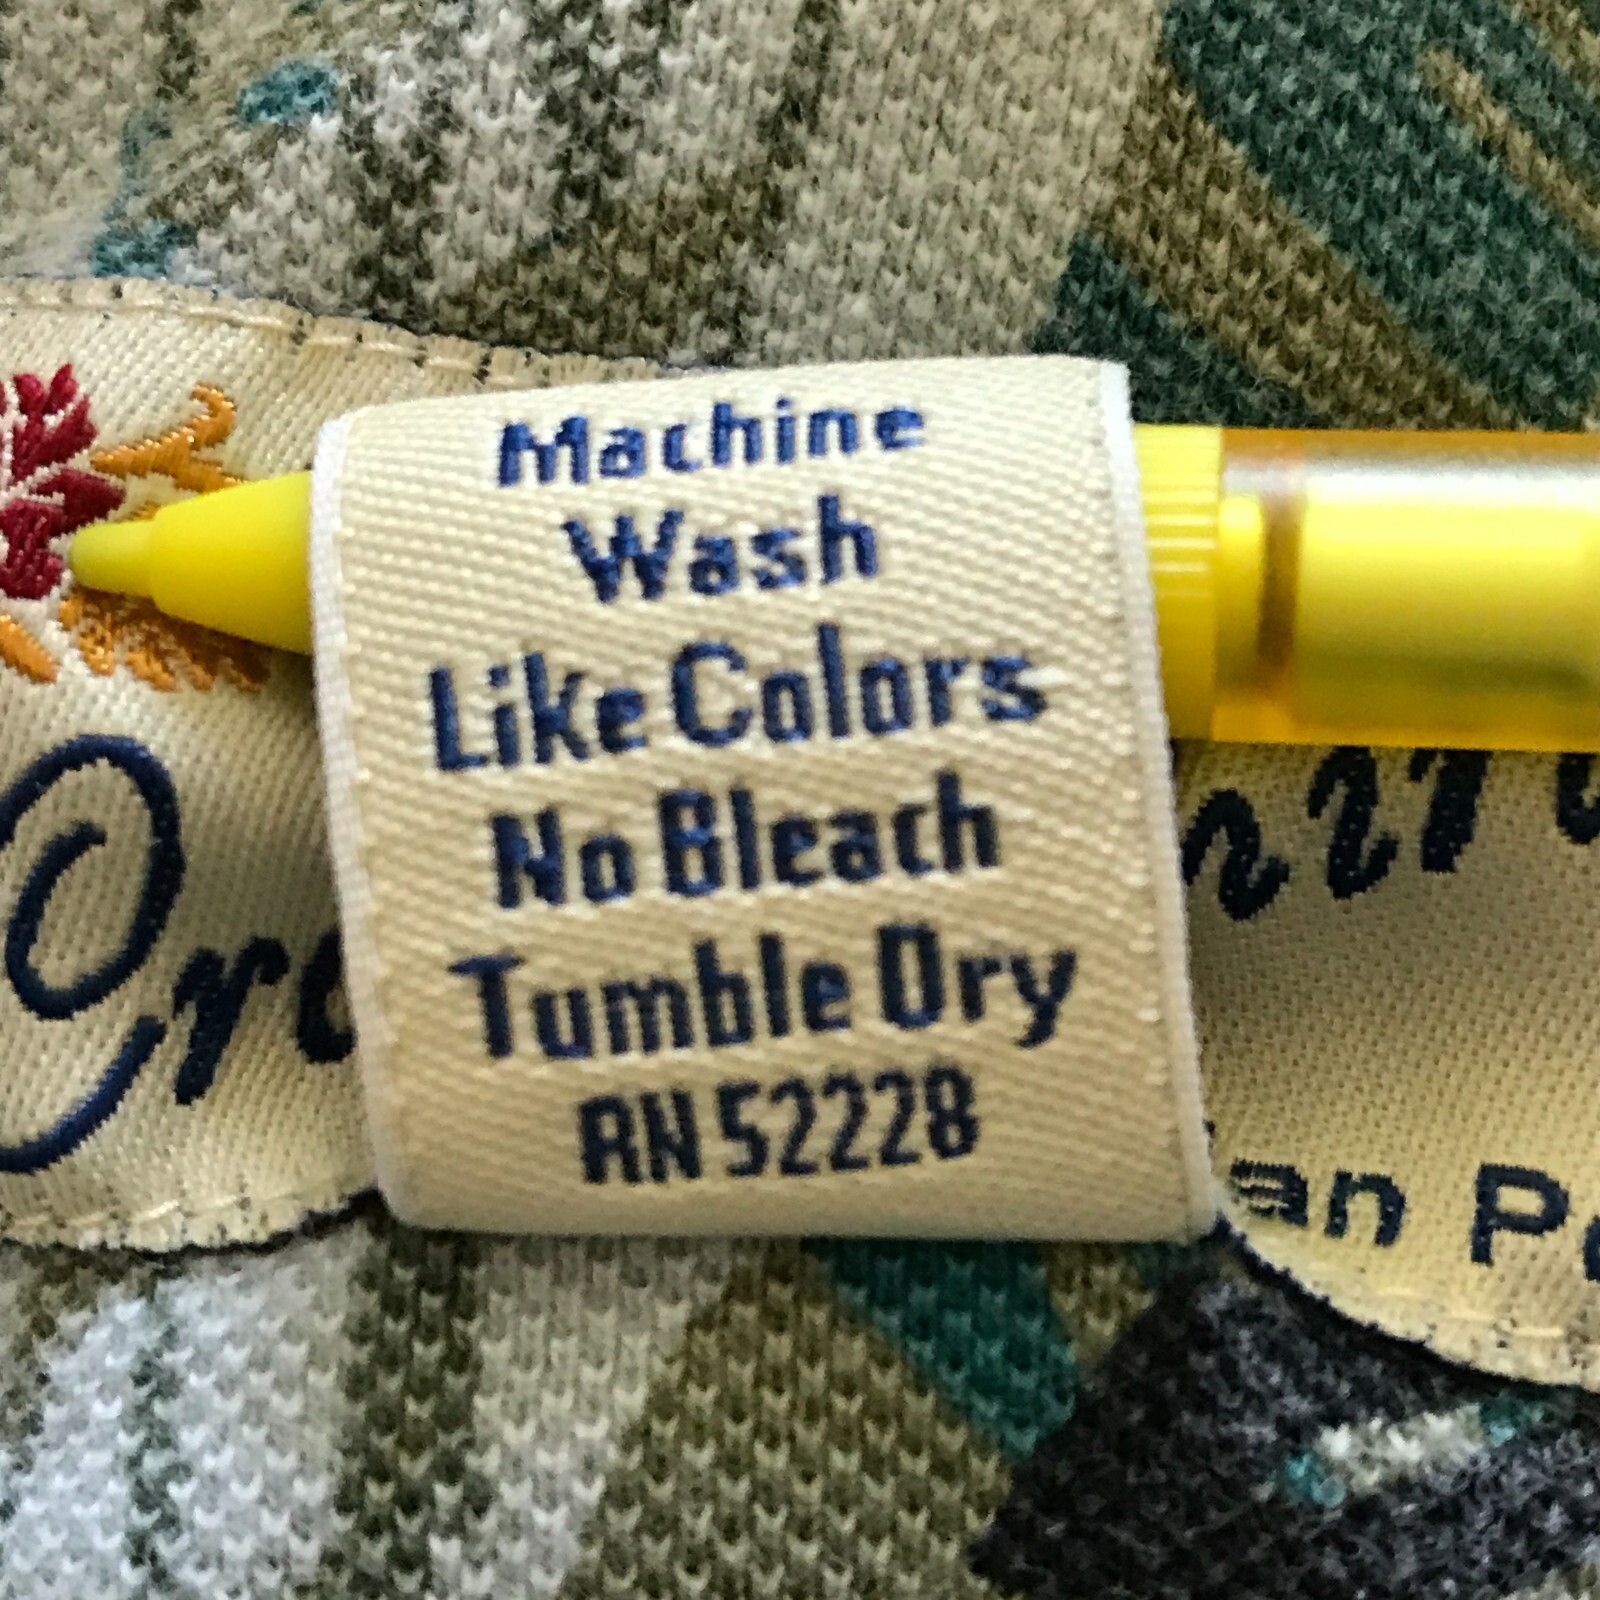 Machine
Wash
Like Colors
No Bleach
Tumble Dry
RN 52228